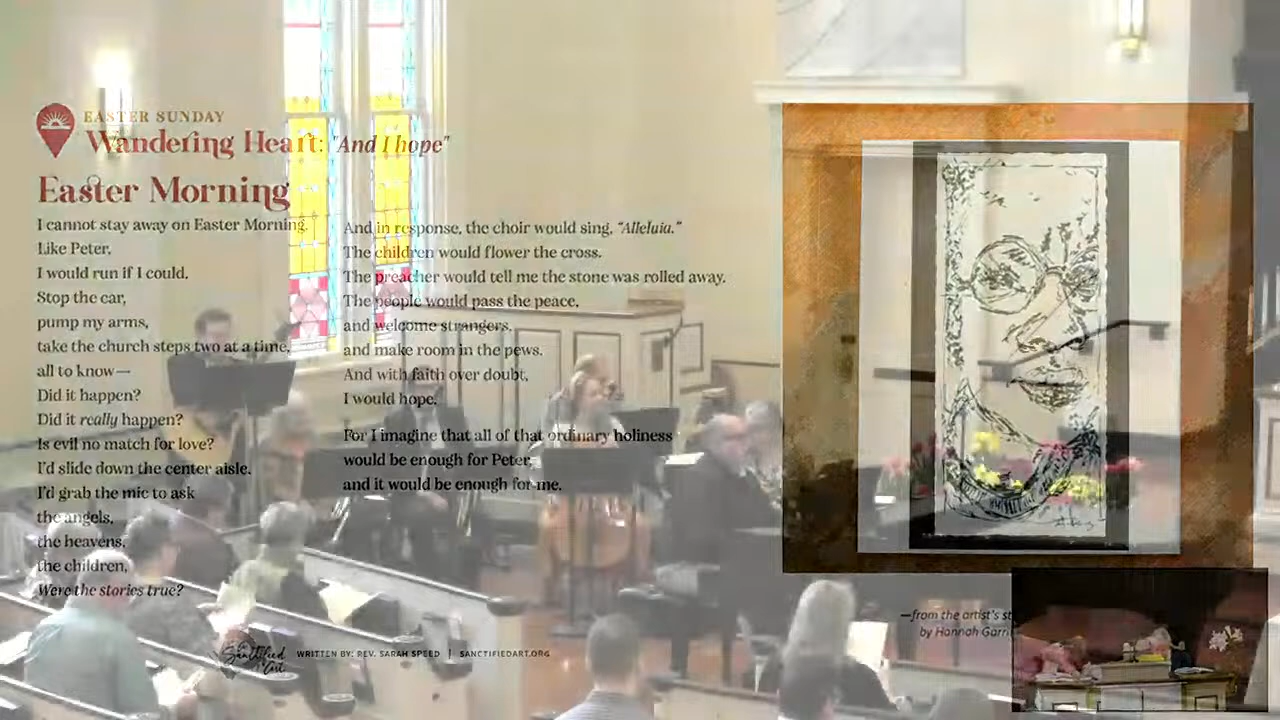 EASTER SUNDAY
Wandering Heart: "And I hope"
Easter Morning
I cannot stay away on Easter Morning.
Like Peter,
I would run if I could.
Stop the car,
pump my arms,
take the church steps two at a time,
all to know—
Did it happen?
Did it really happen?
Is evil no match for love?
I'd slide down the center aisle.
I'd grab the mic to ask
the angels,
the heavens,
the children,
Were the stories true?
And in response, the choir would sing, "Alleluia."
The children would flower the cross.
The preacher would tell me the stone was rolled away.
The people would pass the peace,
and welcome strangers,
and make room in the pews.
And with faith over doubt,
I would hope.
For I imagine that all of that ordinary holiness
would be enough for Peter,
and it would be enough for me.
—from the artist's st
by Hannah Garri
Sanctified Art
WRITTEN BY: REV. SARAH SPEED | SANCTIFIEDART.ORG